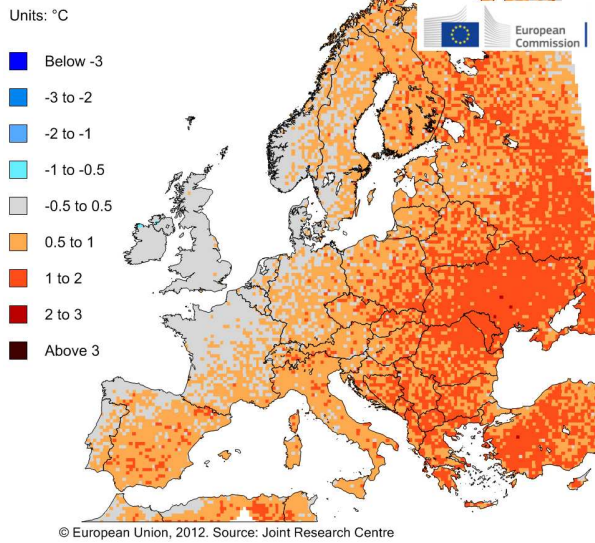 Units: °C
European
Commission
Below -3
-3 to -2
-2 to -1
-1 to -0.5
-0.5 to 0.5
0.5 to 1
1 to 2
2 to 3
Above 3
© European Union, 2012. Source: Joint Research Centre